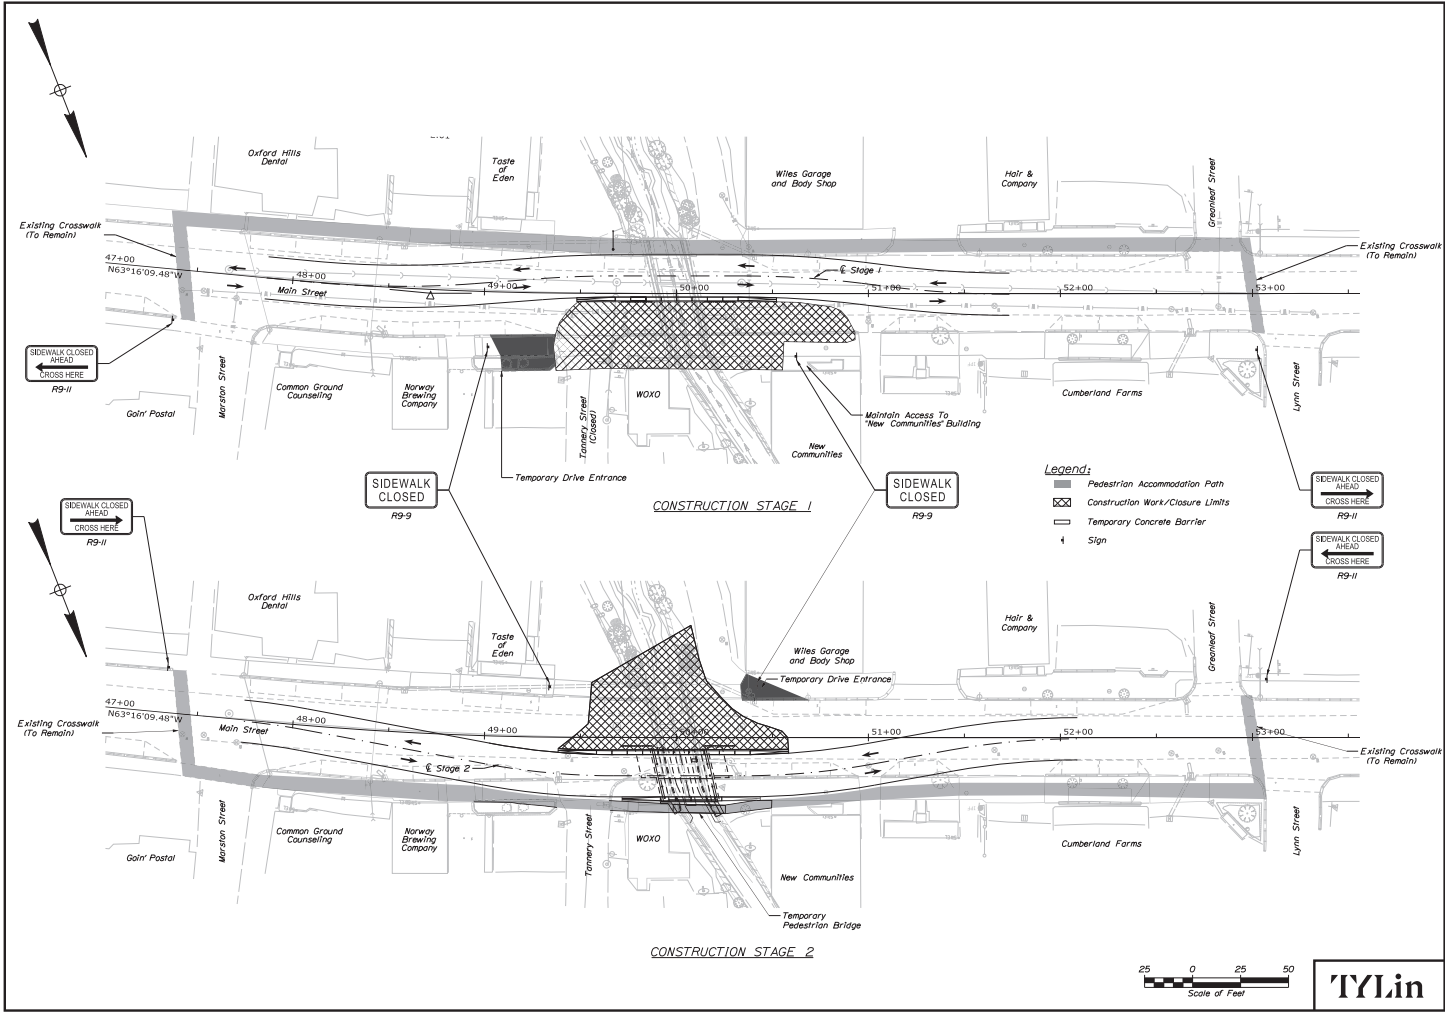 Oxford Hills
Dental
Taste
of
Eden
Wiles Garage
and Body Shop
Hair &
Company
Greenleaf Street
Existing Crosswalk
(To Remain)
Existing Crosswalk
(To Remain)
47+00
N63°16'09.48"W
48+00
49+00
50+00
51+00
52+00
53+00
℄ Stage 1
Main Street
SIDEWALK CLOSED
AHEAD
CROSS HERE
R9-11
Marston Street
Goin' Postal
Common Ground
Counseling
Norway
Brewing
Company
Tannery Street
(Closed)
WOXO
New
Communities
Maintain Access To
"New Communities" Building
Cumberland Farms
Lynn Street
Temporary Drive Entrance
SIDEWALK
CLOSED
R9-9
SIDEWALK
CLOSED
R9-9
CONSTRUCTION STAGE 1
Legend:
Pedestrian Accommodation Path
Construction Work/Closure Limits
Temporary Concrete Barrier
Sign
SIDEWALK CLOSED
AHEAD
CROSS HERE
R9-11
SIDEWALK CLOSED
AHEAD
CROSS HERE
R9-11
SIDEWALK CLOSED
AHEAD
CROSS HERE
R9-11
Oxford Hills
Dental
Taste
of
Eden
Wiles Garage
and Body Shop
Temporary Drive Entrance
Hair &
Company
Greenleaf Street
47+00
N63°16'09.48"W
Existing Crosswalk
(To Remain)
48+00
Main Street
49+00
50+00
51+00
52+00
53+00
Existing Crosswalk
(To Remain)
℄ Stage 2
Marston Street
Goin' Postal
Common Ground
Counseling
Norway
Brewing
Company
Tannery Street
WOXO
New Communities
Cumberland Farms
Lynn Street
Temporary
Pedestrian Bridge
CONSTRUCTION STAGE 2
25 0 25 50
Scale of Feet
TYLin